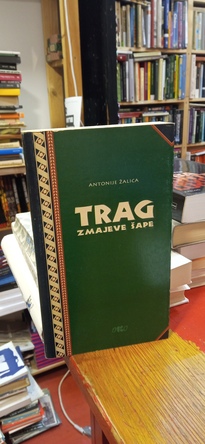 ANTONIJE ŽALICA
TRAG
ZMAJEVE ŠAPE